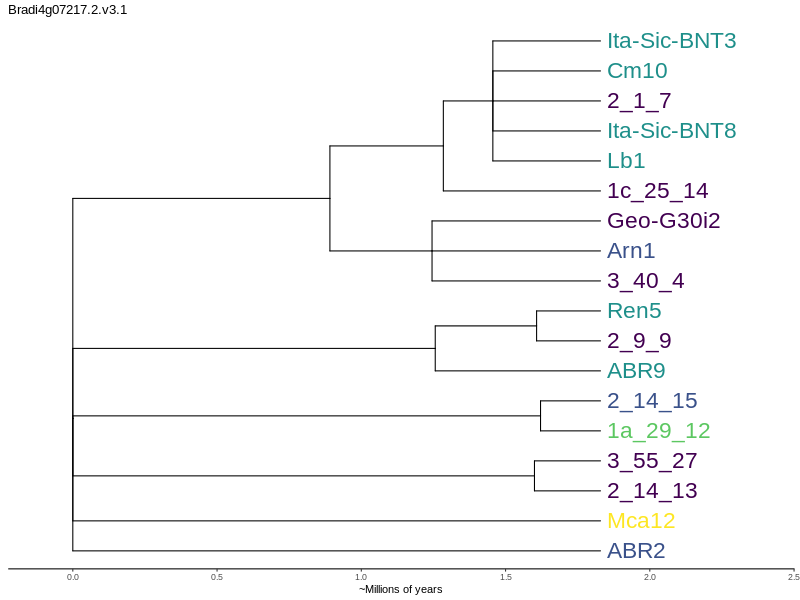 Bradi4g07217.2.v3.1
Ita-Sic-BNT3
Cm10
2_1_7
Ita-Sic-BNT8
Lb1
1c_25_14
Geo-G30i2
Arn1
3_40_4
Ren5
2_9_9
ABR9
2_14_15
1a_29_12
3_55_27
2_14_13
Mca12
ABR2
0.0 0.5 1.0 1.5 2.0 2.5
~Millions of years